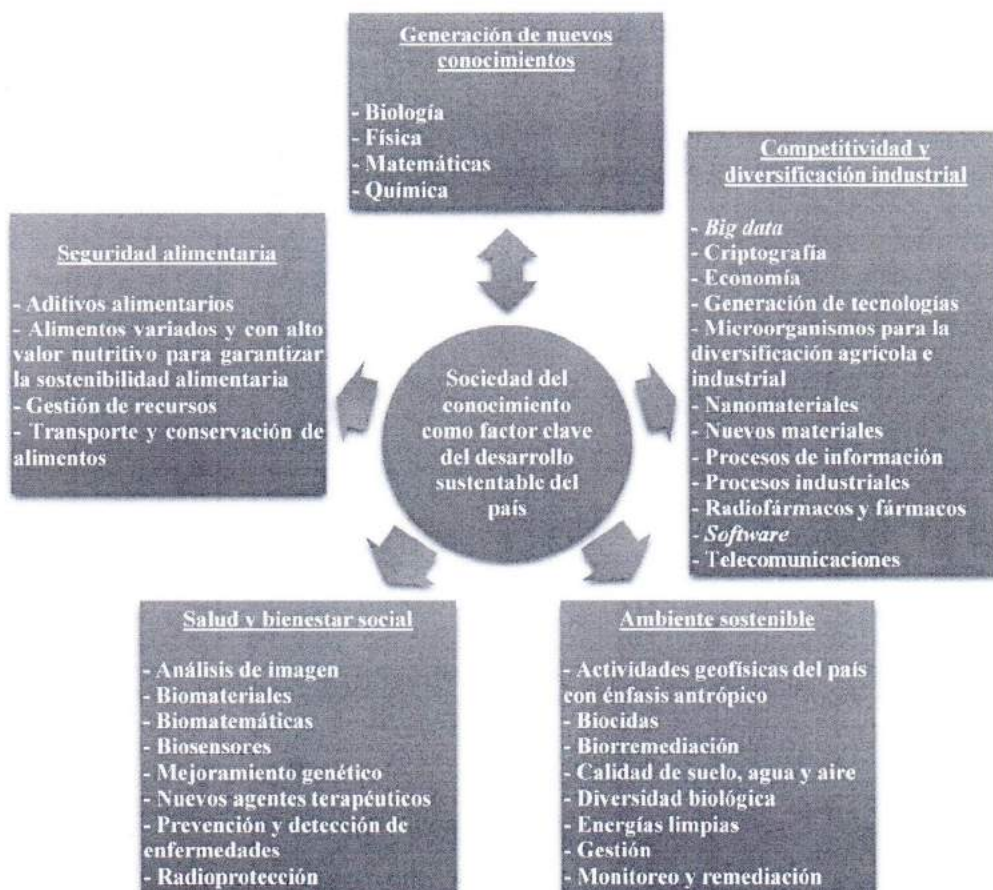 Generación de nuevos
conocimientos
- Biología
- Física
- Matemáticas
- Química
Competitividad y
diversificación industrial
- Big data
- Criptografía
- Economía
- Generación de tecnologías
- Microorganismos para la
diversificación agrícola e
industrial
- Nanomateriales
- Nuevos materiales
- Procesos de información
- Procesos industriales
- Radiofármacos y fármacos
- Software
- Telecomunicaciones
Seguridad alimentaria
- Aditivos alimentarios
- Alimentos variados y con alto
valor nutritivo para garantizar
la sostenibilidad alimentaria
- Gestión de recursos
- Transporte y conservación de
alimentos
Sociedad del
conocimiento
como factor clave
del desarrollo
sustentable del
país
Salud y bienestar social
- Análisis de imagen
- Biomateriales
- Biomatemáticas
- Biosensores
- Mejoramiento genético
- Nuevos agentes terapéuticos
- Prevención y detección de
enfermedades
- Radioprotección
Ambiente sostenible
- Actividades geofísicas del país
con énfasis antrópico
- Biocidas
- Biorremediación
- Calidad de suelo, agua y aire
- Diversidad biológica
- Energías limpias
- Gestión
- Monitoreo y remediación